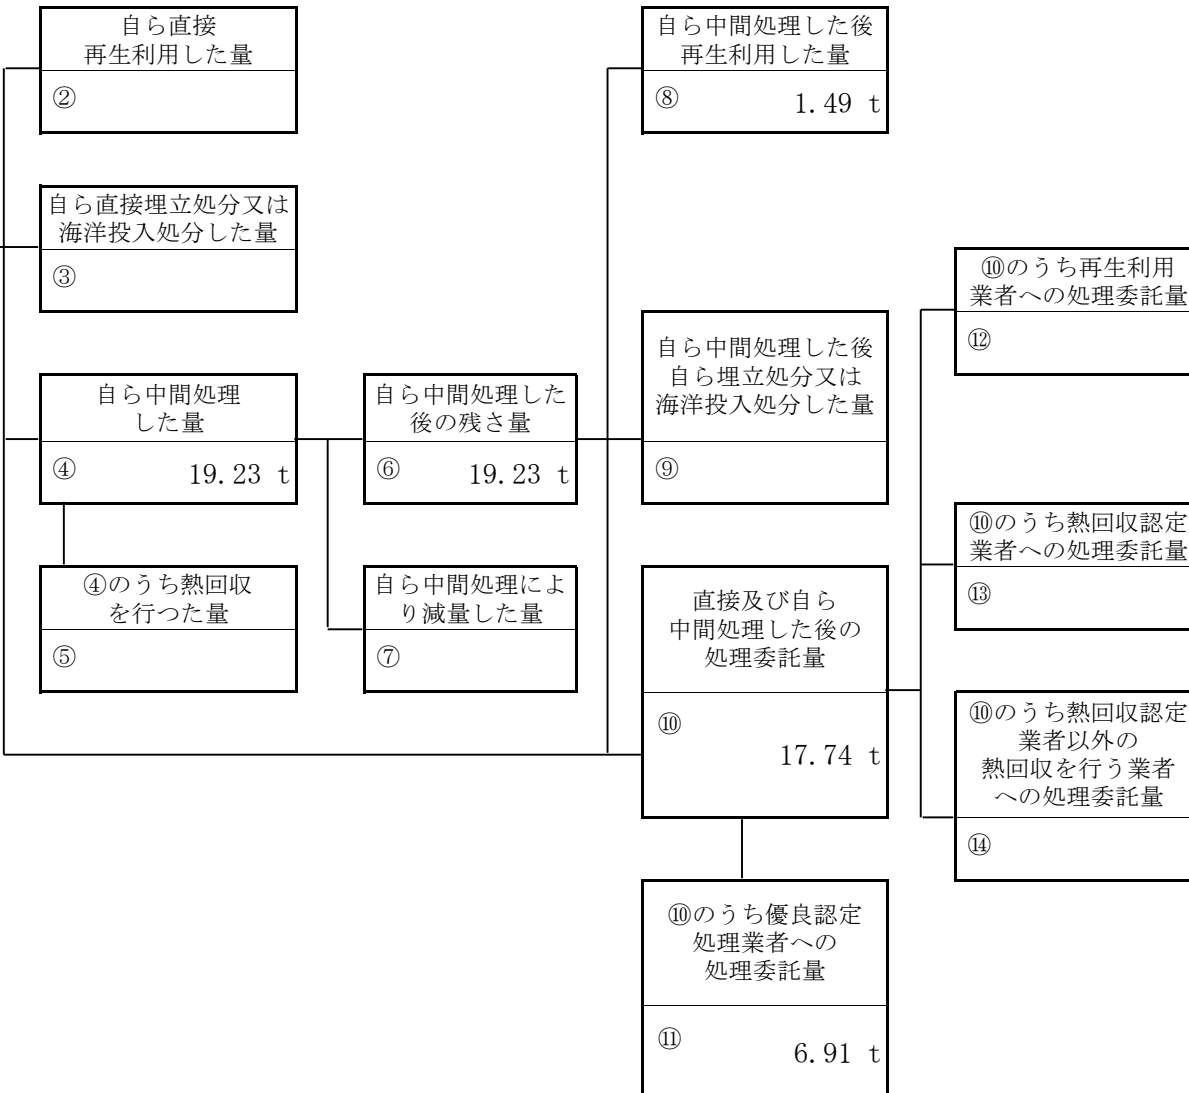 自ら直接
再生利用した量
②
自ら中間処理した後
再生利用した量
⑧ 1.49 t
自ら直接埋立処分又は
海洋投入処分した量
③
⑩のうち再生利用
業者への処理委託量
⑫
自ら中間処理した後
自ら埋立処分又は
海洋投入処分した量
⑨
自ら中間処理
した量
④ 19.23 t
自ら中間処理した
後の残さ量
⑥ 19.23 t
⑩のうち熱回収認定
業者への処理委託量
⑬
④のうち熱回収
を行つた量
⑤
自ら中間処理によ
り減量した量
⑦
直接及び自ら
中間処理した後の
処理委託量
⑩
17.74 t
⑩のうち熱回収認定
業者以外の
熱回収を行う業者
への処理委託量
⑭
⑩のうち優良認定
処理業者への
処理委託量
⑪ 6.91 t